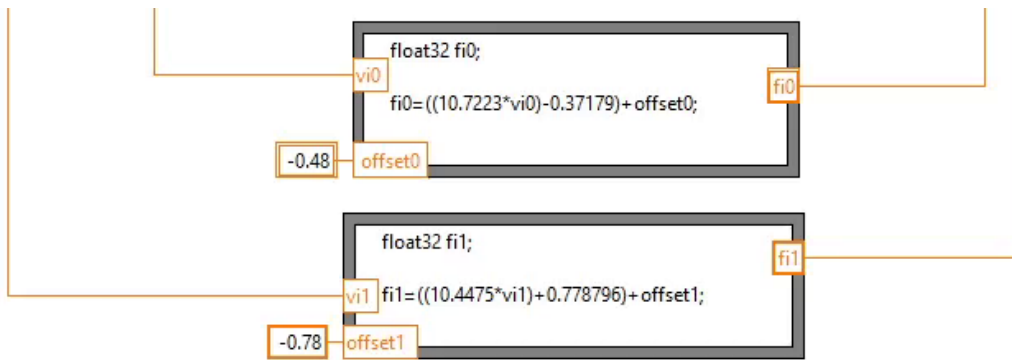 float32 fi0;
vi0
fi0
fi0= ((10.7223*vi0)-0.37179)+offset0;
-0.48
offset0
float32 fi1;
fi1
vi1
fi1= ((10.4475*vi1)+0.778796)+offset1;
-0.78
offset1